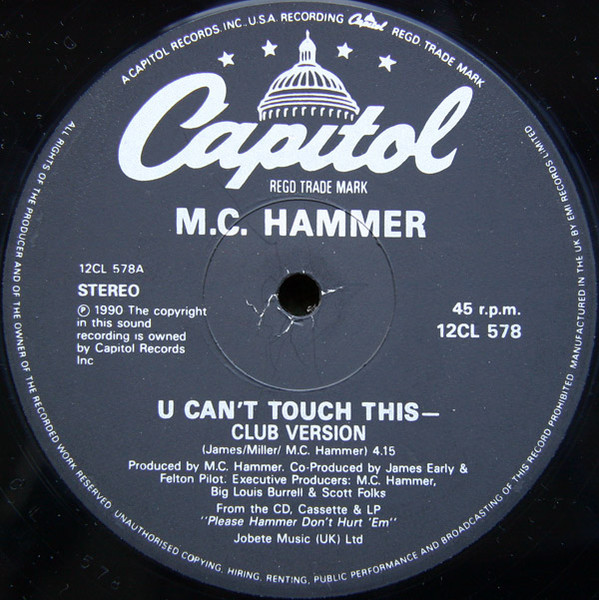 A CAPITOL RECORDS, INC., U.S.A. RECORDING Capitol REGD. TRADE MARK
Capitol
REGD TRADE MARK
M.C. HAMMER
12CL 578A
STEREO
℗ 1990 The copyright
in this sound
recording is owned
by Capitol Records
Inc
45 r.p.m.
12CL 578
U CAN'T TOUCH THIS—
CLUB VERSION
(James/Miller/ M.C. Hammer) 4.15
Produced by M.C. Hammer. Co-Produced by James Early &
Felton Pilot. Executive Producers: M.C. Hammer,
Big Louis Burrell & Scott Folks
From the CD, Cassette & LP
"Please Hammer Don't Hurt 'Em"
Jobete Music (UK) Ltd
ALL RIGHTS OF THE PRODUCER AND OF THE OWNER OF THE RECORDED WORK RESERVED. UNAUTHORISED COPYING, HIRING, RENTING, PUBLIC PERFORMANCE AND BROADCASTING OF THIS RECORD PROHIBITED. MANUFACTURED IN THE UK BY EMI RECORDS LIMITED